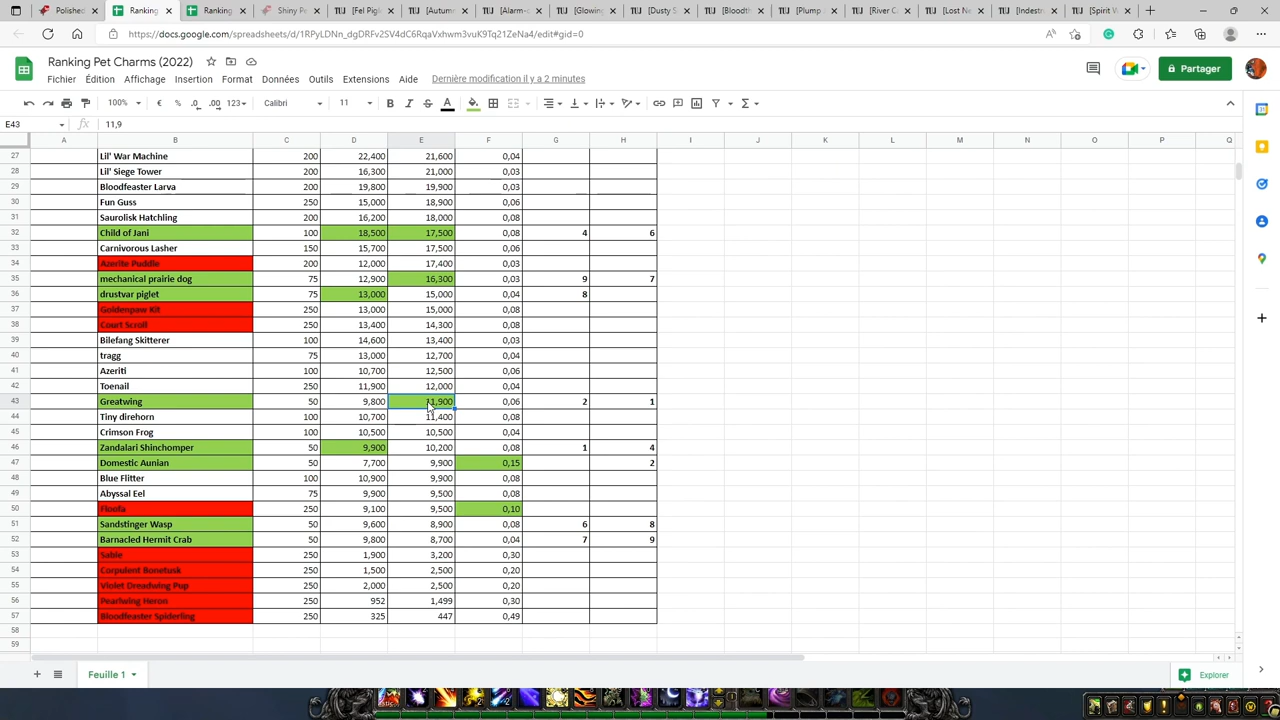 Polishes
Ranking
Ranking
Shiny Pe
[Fel Piglі
[Autumn
[Alarm-o
[Glowin
[Dusty S
[Bloodth
[Plump
[River C
[Lost Ne
[Indestru
[Spirit W
https://docs.google.com/spreadsheets/d/1RPyLDNn_dgDRFv2SV4dC6RqaVxhwm3vuK9Tq21ZeNa4/edit#gid=0
Ranking Pet Charms (2022)
Fichier Édition Affichage Insertion Format Données Outils Extensions Aide Dernière modification il y a 2 minutes
Partager
100% € % .0 .00 123 Calibri 11 B I S A
E43 fx 11,9
A B C D E F G H I J K L M N O P Q
27 Lil' War Machine 200 22,400 21,600 0,04
28 Lil' Siege Tower 200 16,300 21,000 0,03
29 Bloodfeaster Larva 200 19,800 19,900 0,03
30 Fun Guss 250 15,000 18,900 0,06
31 Saurolisk Hatchling 200 16,200 18,000 0,08
32 Child of Jani 100 18,500 17,500 0,08 4 6
33 Carnivorous Lasher 150 15,700 17,500 0,06
34 Azerite Puddle 200 12,000 17,400 0,03
35 mechanical prairie dog 75 12,900 16,300 0,03 9 7
36 drustvar piglet 75 13,000 15,000 0,04 8
37 Goldenpaw Kit 250 13,000 15,000 0,08
38 Court Scroll 250 13,400 14,300 0,08
39 Bilefang Skitterer 100 14,600 13,400 0,03
40 tragg 75 13,000 12,700 0,04
41 Azeriti 100 10,700 12,500 0,06
42 Toenail 250 11,900 12,000 0,04
43 Greatwing 50 9,800 11,900 0,06 2 1
44 Tiny direhorn 100 10,700 11,400 0,08
45 Crimson Frog 100 10,500 10,500 0,04
46 Zandalari Shinchomper 50 9,900 10,200 0,08 1 4
47 Domestic Aunian 50 7,700 9,900 0,15 2
48 Blue Flitter 100 10,900 9,900 0,08
49 Abyssal Eel 75 9,900 9,500 0,08
50 Floofa 250 9,100 9,500 0,10
51 Sandstinger Wasp 50 9,600 8,900 0,08 6 8
52 Barnacled Hermit Crab 50 9,800 8,700 0,04 7 9
53 Sable 250 1,900 3,200 0,30
54 Corpulent Bonetusk 250 1,500 2,500 0,20
55 Violet Dreadwing Pup 250 2,000 2,500 0,20
56 Pearlwing Heron 250 952 1,499 0,30
57 Bloodfeaster Spiderling 250 325 447 0,49
58
59
Feuille 1
Explorer